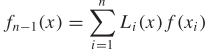 f_{n-1}(x) = \sum_{i=1}^{n} L_i(x) f(x_i)